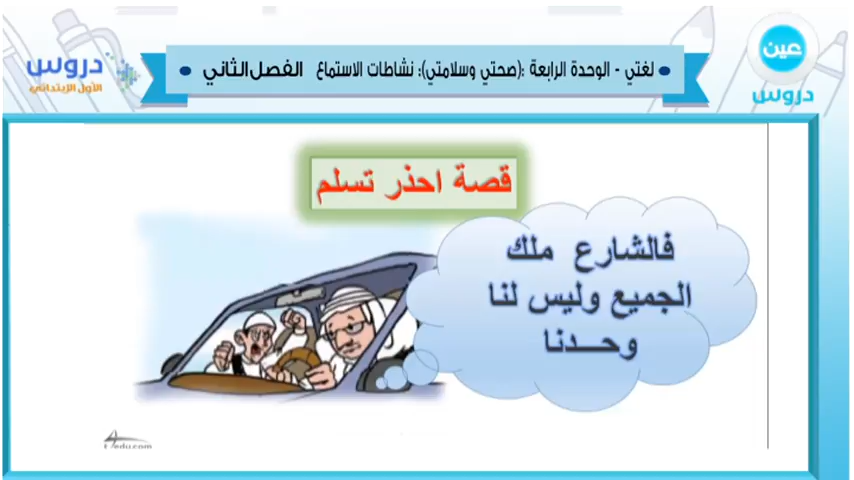 لغتي - الوحدة الرابعة :(صحتي وسلامتي): نشاطات الاستماع الفصل الثاني
دروس
الأول الإبتدائي
عين
دروس
قصة احذر تسلم
فالشارع ملك
الجميع وليس لنا
وحـــدنا